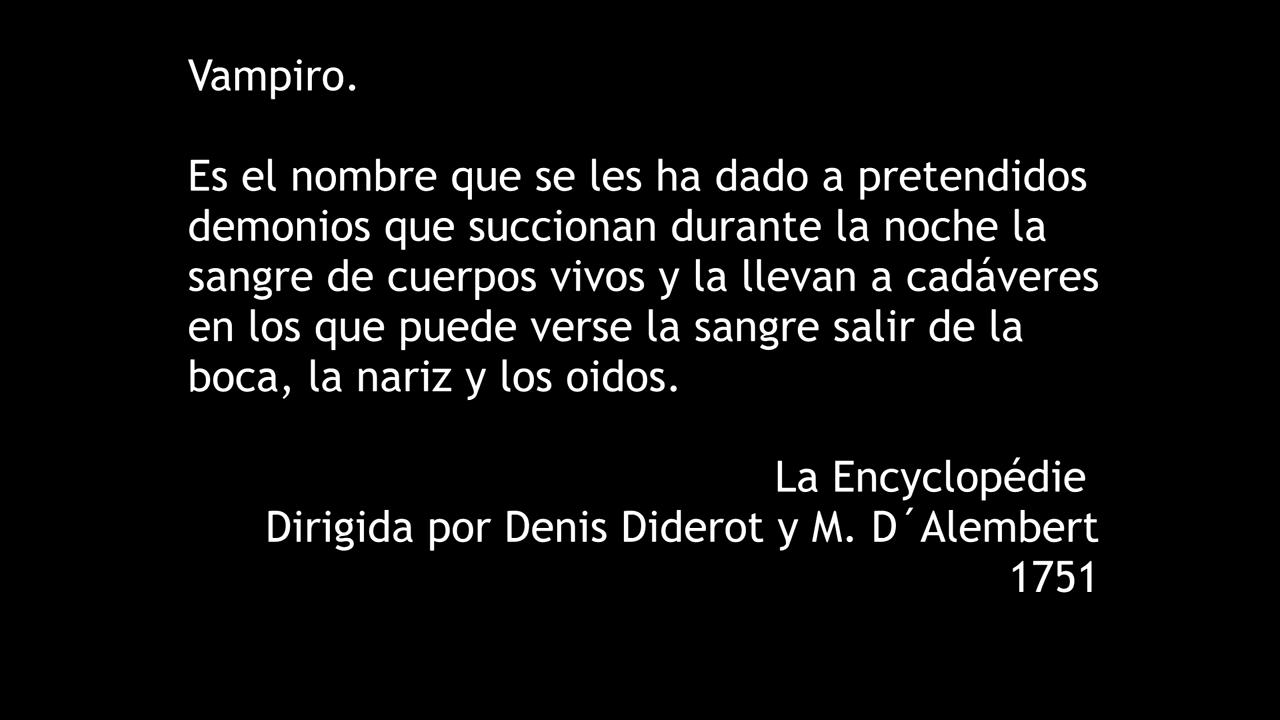 Vampiro.
Es el nombre que se les ha dado a pretendidos
demonios que succionan durante la noche la
sangre de cuerpos vivos y la llevan a cadáveres
en los que puede verse la sangre salir de la
boca, la nariz y los oidos.
La Encyclopédie
Dirigida por Denis Diderot y M. D´Alembert
1751